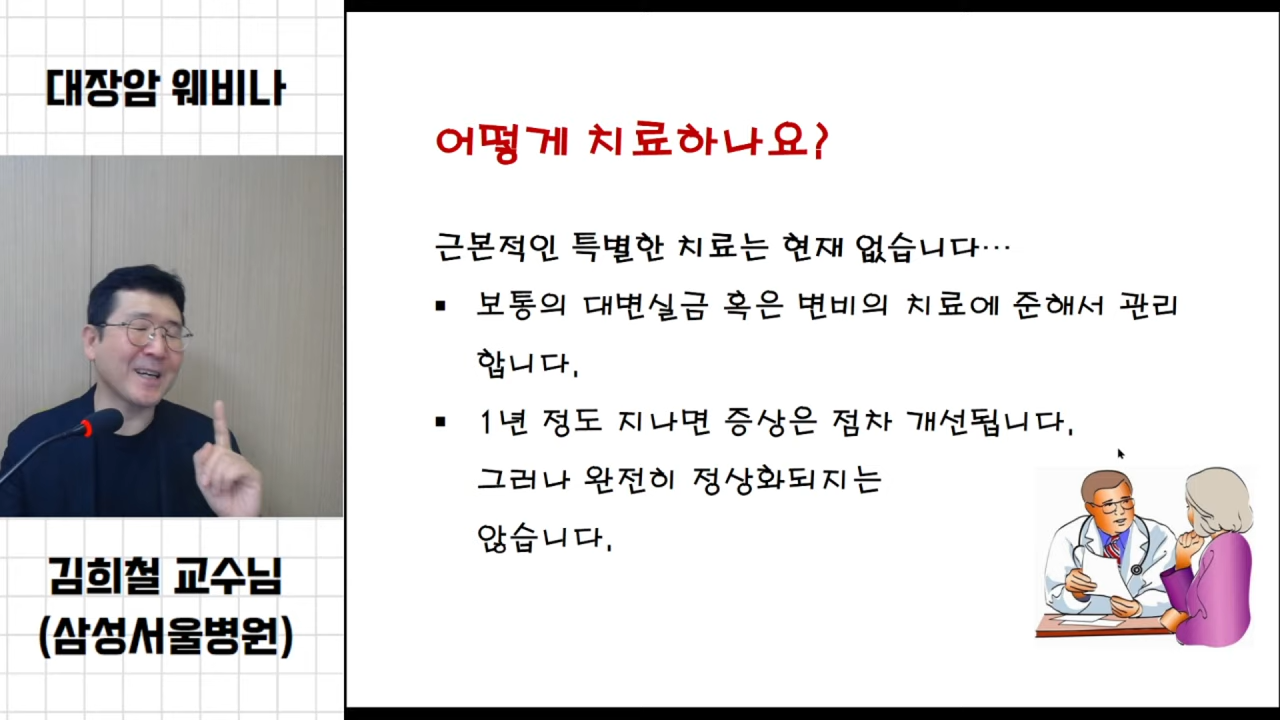 대장암 웨비나
김희철 교수님
(삼성서울병원)
어떻게 치료하나요?
근본적인 특별한 치료는 현재 없습니다…
▪ 보통의 대변실금 혹은 변비의 치료에 준해서 관리
합니다.
▪ 1년 정도 지나면 증상은 점차 개선됩니다.
그러나 완전히 정상화되지는
않습니다.